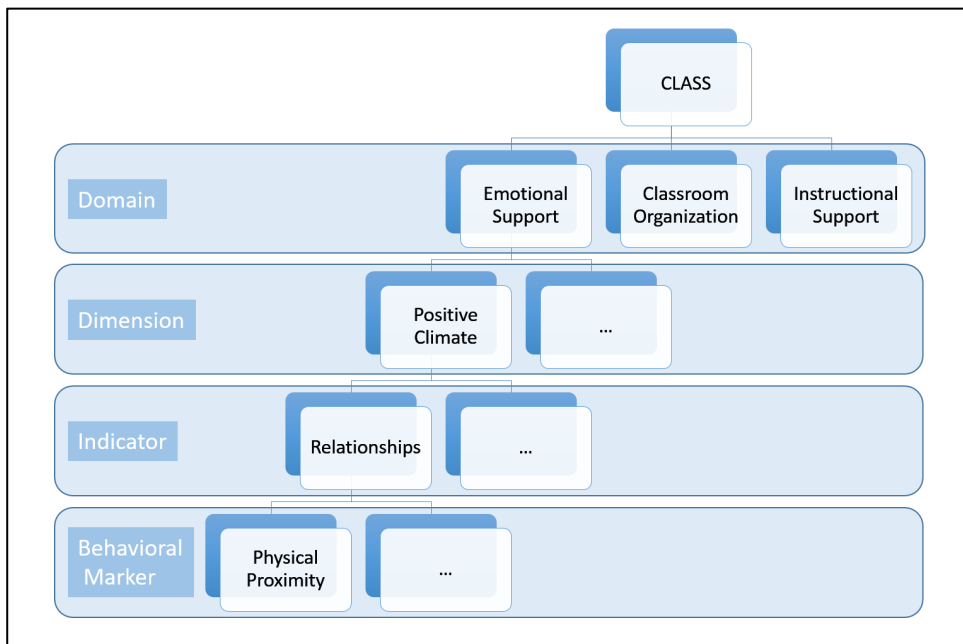 CLASS
Domain
Emotional
Support
Classroom
Organization
Instructional
Support
Dimension
Positive
Climate
...
Indicator
Relationships
...
Behavioral
Marker
Physical
Proximity
...